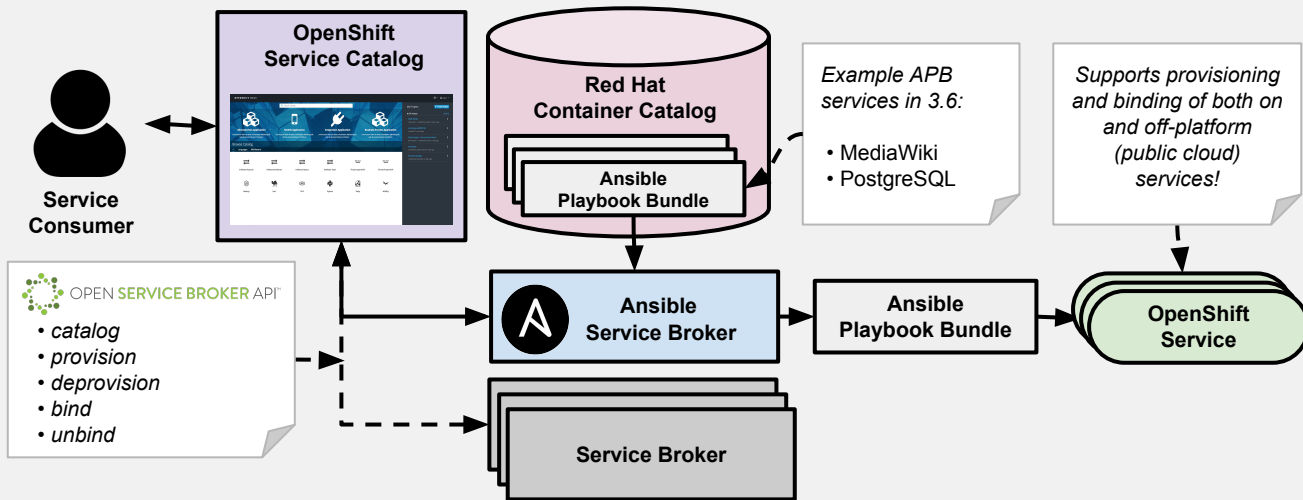 OpenShift
Service Catalog
Service
Consumer
Red Hat
Container Catalog
Ansible
Playbook Bundle
Example APB
services in 3.6:
• MediaWiki
• PostgreSQL
Supports provisioning
and binding of both on
and off-platform
(public cloud)
services!
OPEN SERVICE BROKER API™
• catalog
• provision
• deprovision
• bind
• unbind
Ansible
Service Broker
Ansible
Playbook Bundle
OpenShift
Service
Service Broker